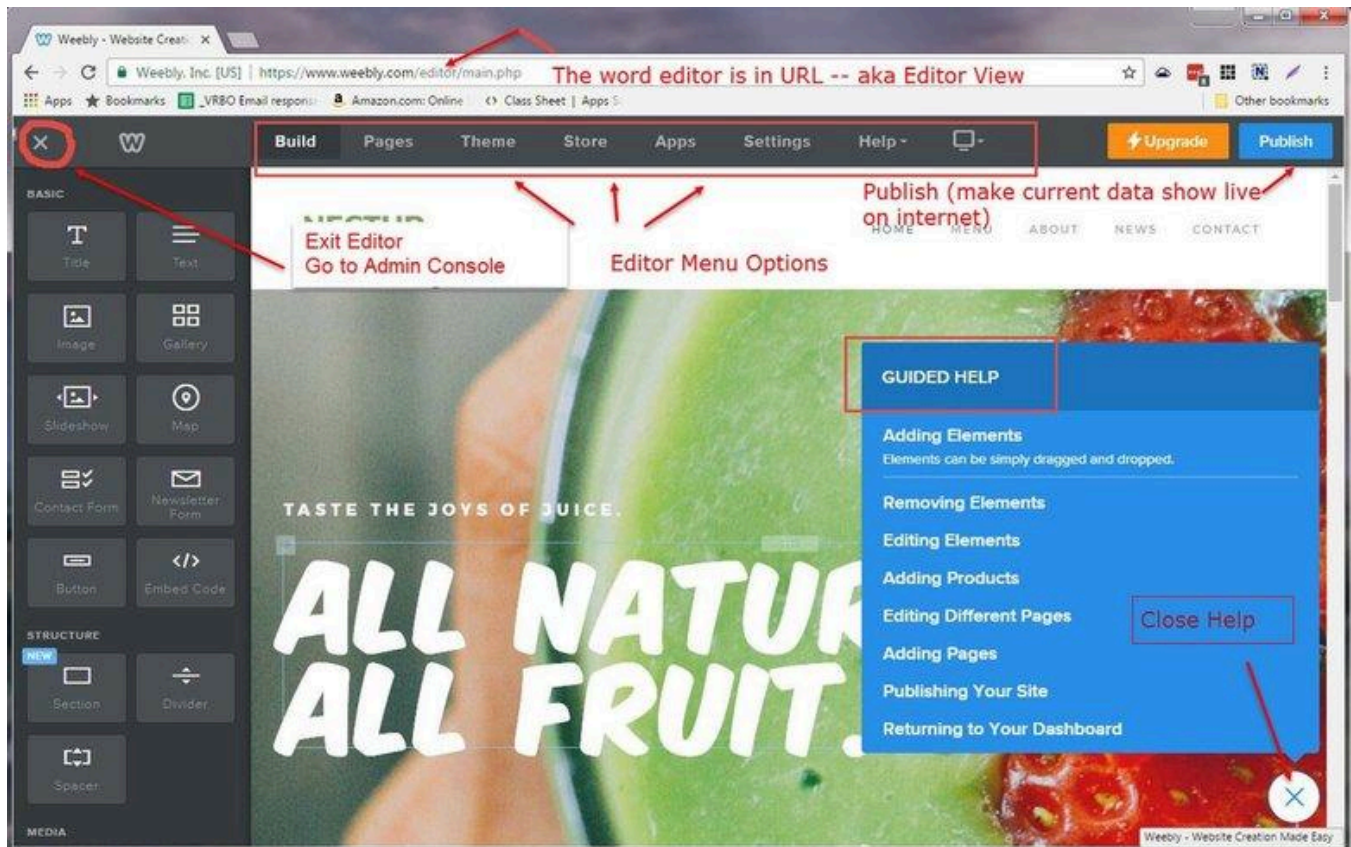 Weebly - Website Creati
Weebly, Inc. [US] https://www.weebly.com/editor/main.php
The word editor is in URL -- aka Editor View
Apps Bookmarks _VRBO Email respons Amazon.com: Online Class Sheet | Apps S Other bookmarks
Build Pages Theme Store Apps Settings Help Upgrade Publish
BASIC
Title Text
Image Gallery
Slideshow Map
Contact Form Newsletter Form
Button </> Embed Code
STRUCTURE
NEW
Section Divider
Spacer
MEDIA
Exit Editor
Go to Admin Console
Editor Menu Options
Publish (make current data show live
on internet)
HOME MENU ABOUT NEWS CONTACT
TASTE THE JOYS OF JUICE.
ALL NATUR
ALL FRUIT.
GUIDED HELP
Adding Elements
Elements can be simply dragged and dropped.
Removing Elements
Editing Elements
Adding Products
Editing Different Pages
Adding Pages
Publishing Your Site
Returning to Your Dashboard
Close Help
Weebly - Website Creation Made Easy